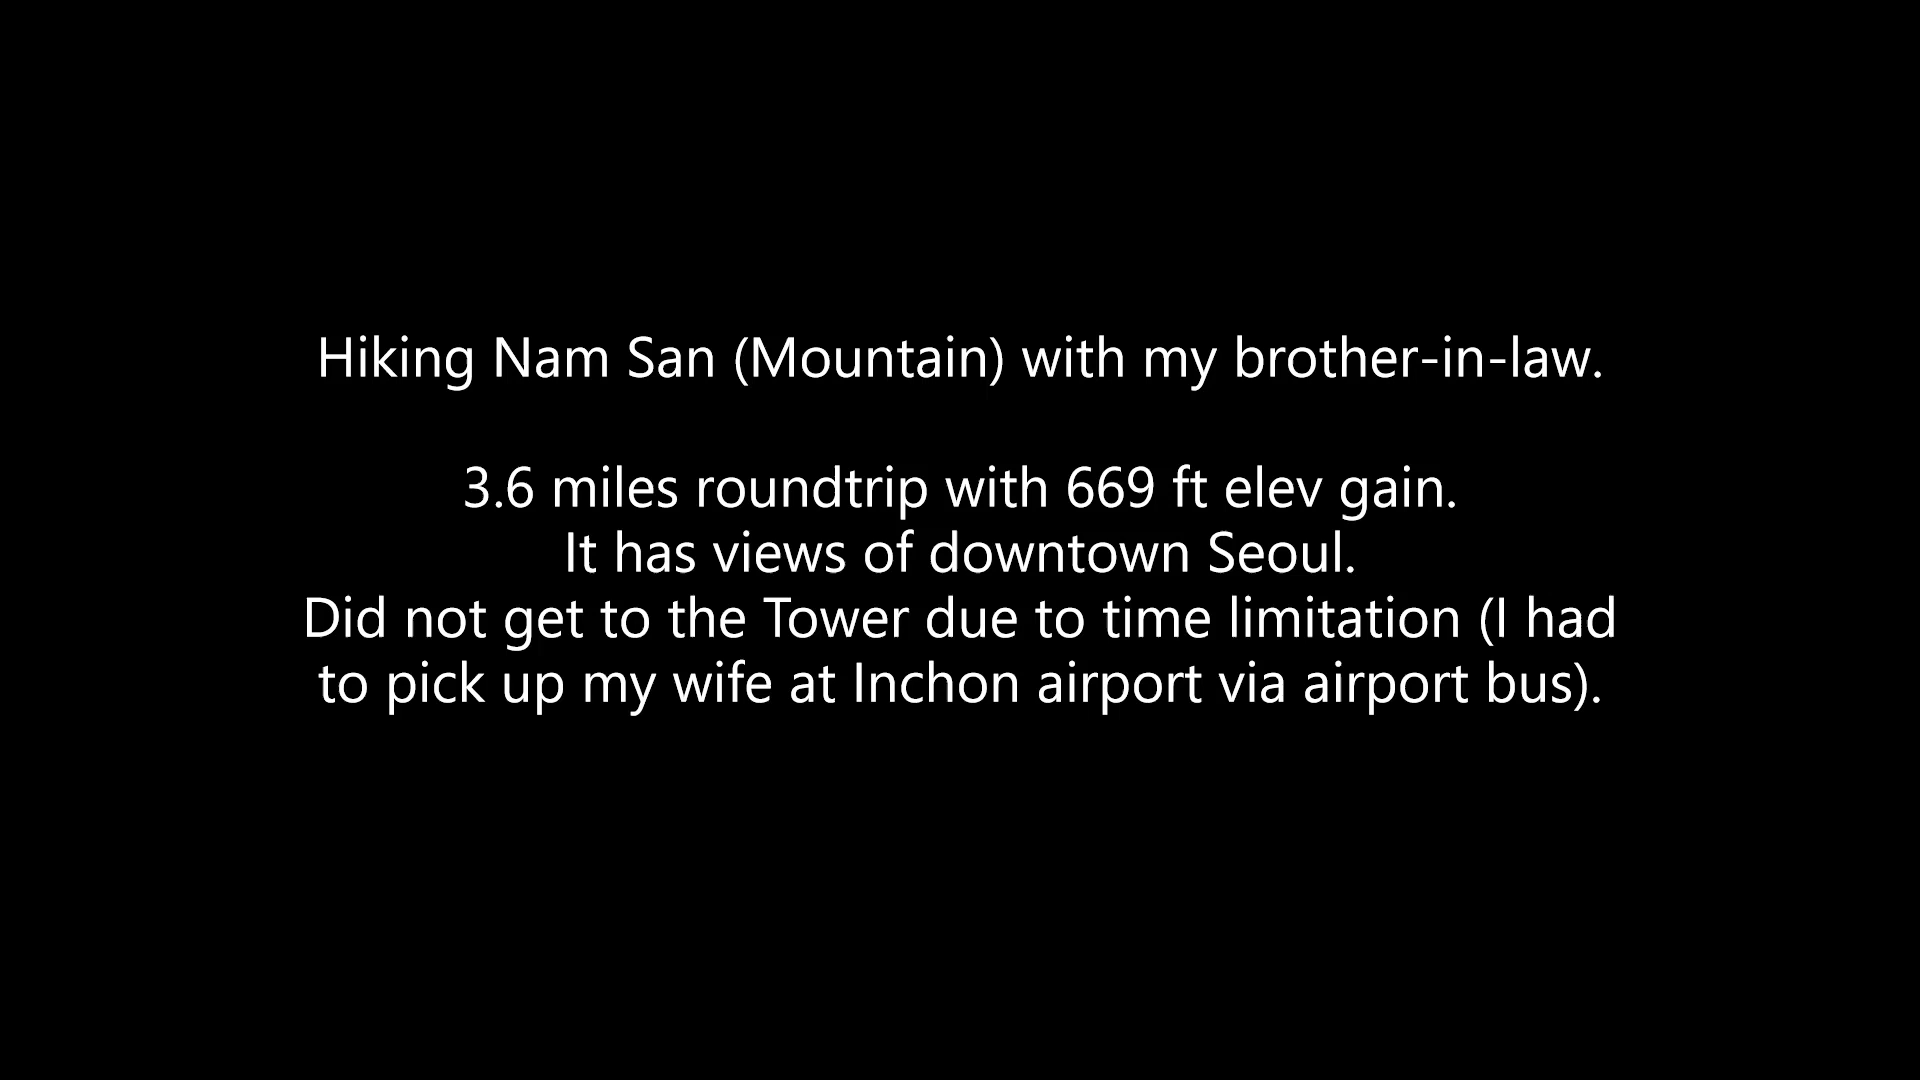 Hiking Nam San (Mountain) with my brother-in-law.
3.6 miles roundtrip with 669 ft elev gain.
It has views of downtown Seoul.
Did not get to the Tower due to time limitation (I had
to pick up my wife at Inchon airport via airport bus).